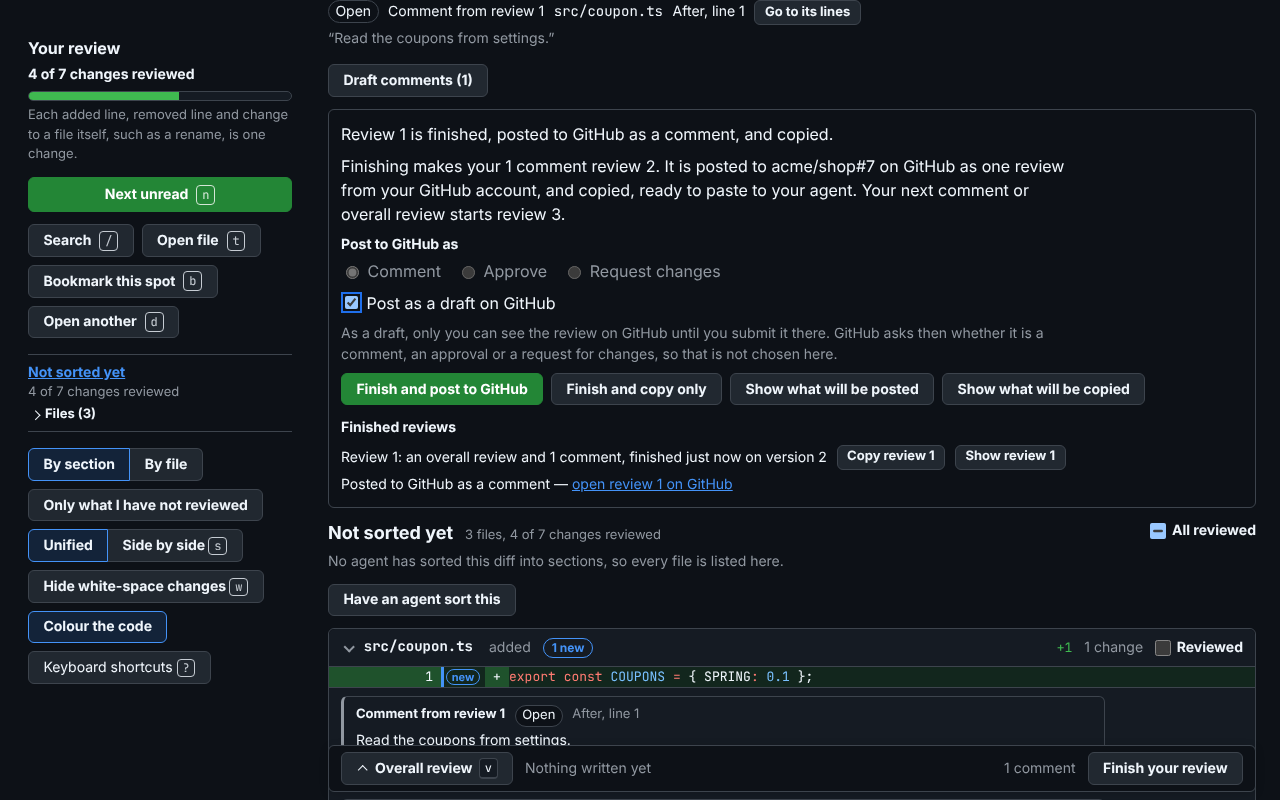 Your review
4 of 7 changes reviewed
Each added line, removed line and change
to a file itself, such as a rename, is one
change.
Next unread n
Search / Open file t
Bookmark this spot b
Open another d
Not sorted yet
4 of 7 changes reviewed
Files (3)
By section By file
Only what I have not reviewed
Unified Side by side s
Hide white-space changes w
Colour the code
Keyboard shortcuts ?
Open Comment from review 1 src/coupon.ts After, line 1 Go to its lines
“Read the coupons from settings.”
Draft comments (1)
Review 1 is finished, posted to GitHub as a comment, and copied.
Finishing makes your 1 comment review 2. It is posted to acme/shop#7 on GitHub as one review
from your GitHub account, and copied, ready to paste to your agent. Your next comment or
overall review starts review 3.
Post to GitHub as
Comment Approve Request changes
Post as a draft on GitHub
As a draft, only you can see the review on GitHub until you submit it there. GitHub asks then whether it is a
comment, an approval or a request for changes, so that is not chosen here.
Finish and post to GitHub Finish and copy only Show what will be posted Show what will be copied
Finished reviews
Review 1: an overall review and 1 comment, finished just now on version 2 Copy review 1 Show review 1
Posted to GitHub as a comment — open review 1 on GitHub
Not sorted yet 3 files, 4 of 7 changes reviewed All reviewed
No agent has sorted this diff into sections, so every file is listed here.
Have an agent sort this
src/coupon.ts added 1 new +1 1 change Reviewed
1 new + export const COUPONS = { SPRING: 0.1 };
Comment from review 1 Open After, line 1
Read the coupons from settings.
Overall review v Nothing written yet 1 comment Finish your review